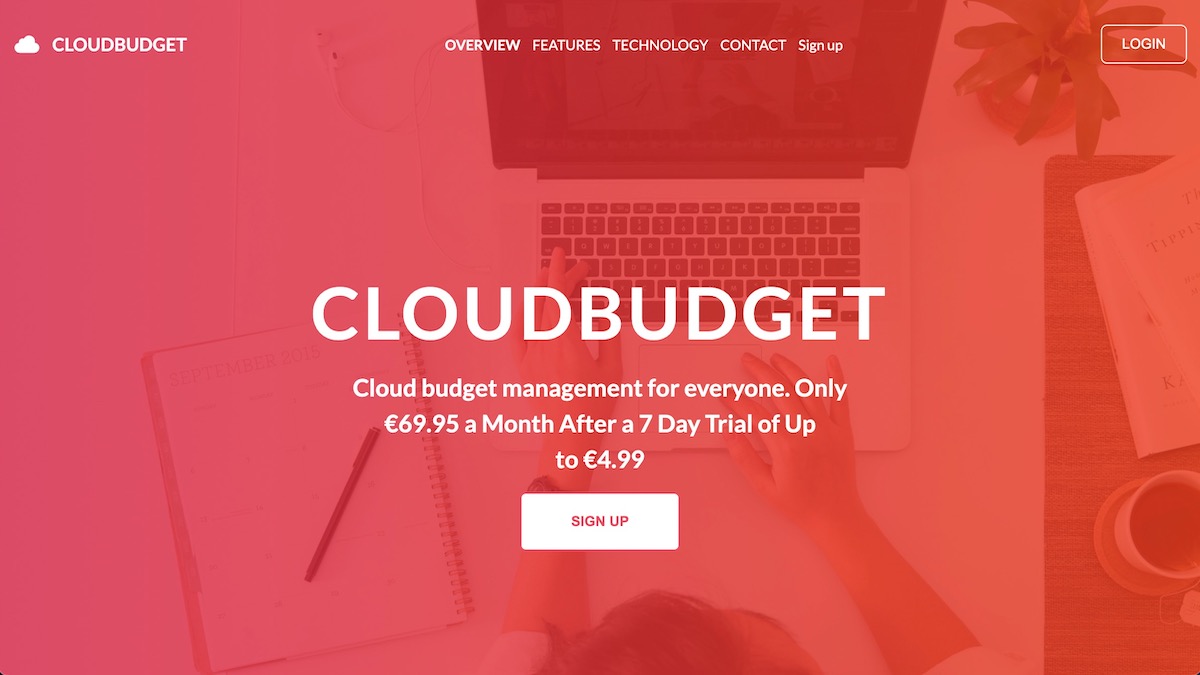 CLOUDBUDGET
OVERVIEW FEATURES TECHNOLOGY CONTACT Sign up
LOGIN
CLOUDBUDGET
SEPTEMBER 2015
Cloud budget management for everyone. Only
€69.95 a Month After a 7 Day Trial of Up
to €4.99
SIGN UP